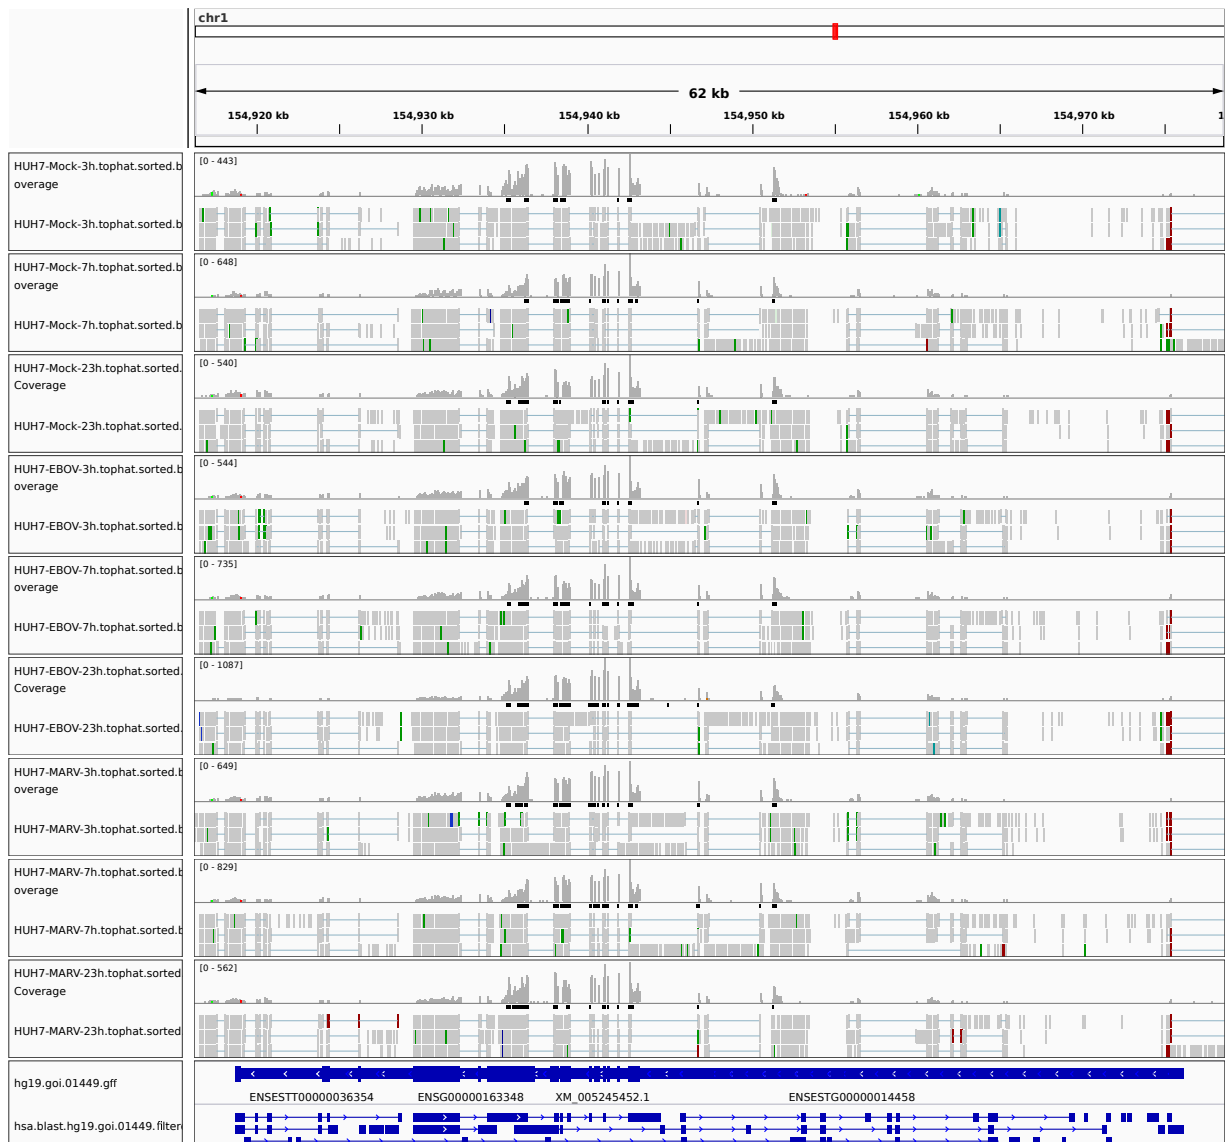 chr1
62 kb
154,920 kb 154,930 kb 154,940 kb 154,950 kb 154,960 kb 154,970 kb 1
HUH7-Mock-3h.tophat.sorted.b
overage
[0 - 443]
HUH7-Mock-3h.tophat.sorted.b
HUH7-Mock-7h.tophat.sorted.b
overage
[0 - 648]
HUH7-Mock-7h.tophat.sorted.b
HUH7-Mock-23h.tophat.sorted.
Coverage
[0 - 540]
HUH7-Mock-23h.tophat.sorted.
HUH7-EBOV-3h.tophat.sorted.b
overage
[0 - 544]
HUH7-EBOV-3h.tophat.sorted.b
HUH7-EBOV-7h.tophat.sorted.b
overage
[0 - 735]
HUH7-EBOV-7h.tophat.sorted.b
HUH7-EBOV-23h.tophat.sorted.
Coverage
[0 - 1087]
HUH7-EBOV-23h.tophat.sorted.
HUH7-MARV-3h.tophat.sorted.b
overage
[0 - 649]
HUH7-MARV-3h.tophat.sorted.b
HUH7-MARV-7h.tophat.sorted.b
overage
[0 - 829]
HUH7-MARV-7h.tophat.sorted.b
HUH7-MARV-23h.tophat.sorted
Coverage
[0 - 562]
HUH7-MARV-23h.tophat.sorted
hg19.goi.01449.gff
ENSESTT00000036354 ENSG00000163348 XM_005245452.1 ENSESTG00000014458
hsa.blast.hg19.goi.01449.filter